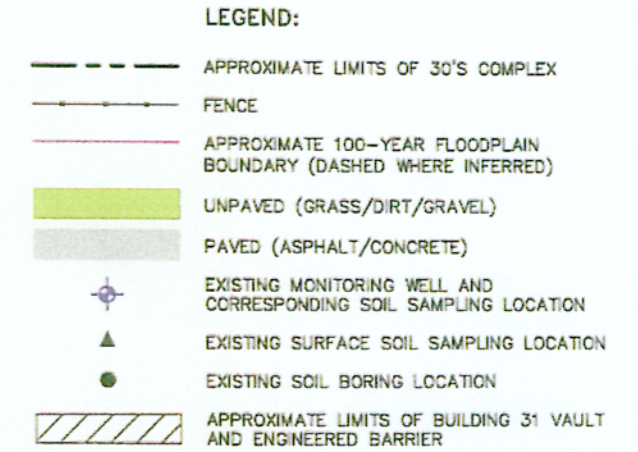 LEGEND:
APPROXIMATE LIMITS OF 30'S COMPLEX
FENCE
APPROXIMATE 100-YEAR FLOODPLAIN
BOUNDARY (DASHED WHERE INFERRED)
UNPAVED (GRASS/DIRT/GRAVEL)
PAVED (ASPHALT/CONCRETE)
EXISTING MONITORING WELL AND
CORRESPONDING SOIL SAMPLING LOCATION
EXISTING SURFACE SOIL SAMPLING LOCATION
EXISTING SOIL BORING LOCATION
APPROXIMATE LIMITS OF BUILDING 31 VAULT
AND ENGINEERED BARRIER